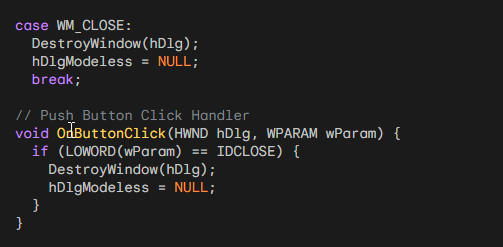 case WM_CLOSE:
  DestroyWindow(hDlg);
  hDlgModeless = NULL;
  break;

// Push Button Click Handler
void OnButtonClick(HWND hDlg, WPARAM wParam) {
  if (LOWORD(wParam) == IDCLOSE) {
    DestroyWindow(hDlg);
    hDlgModeless = NULL;
  }
}